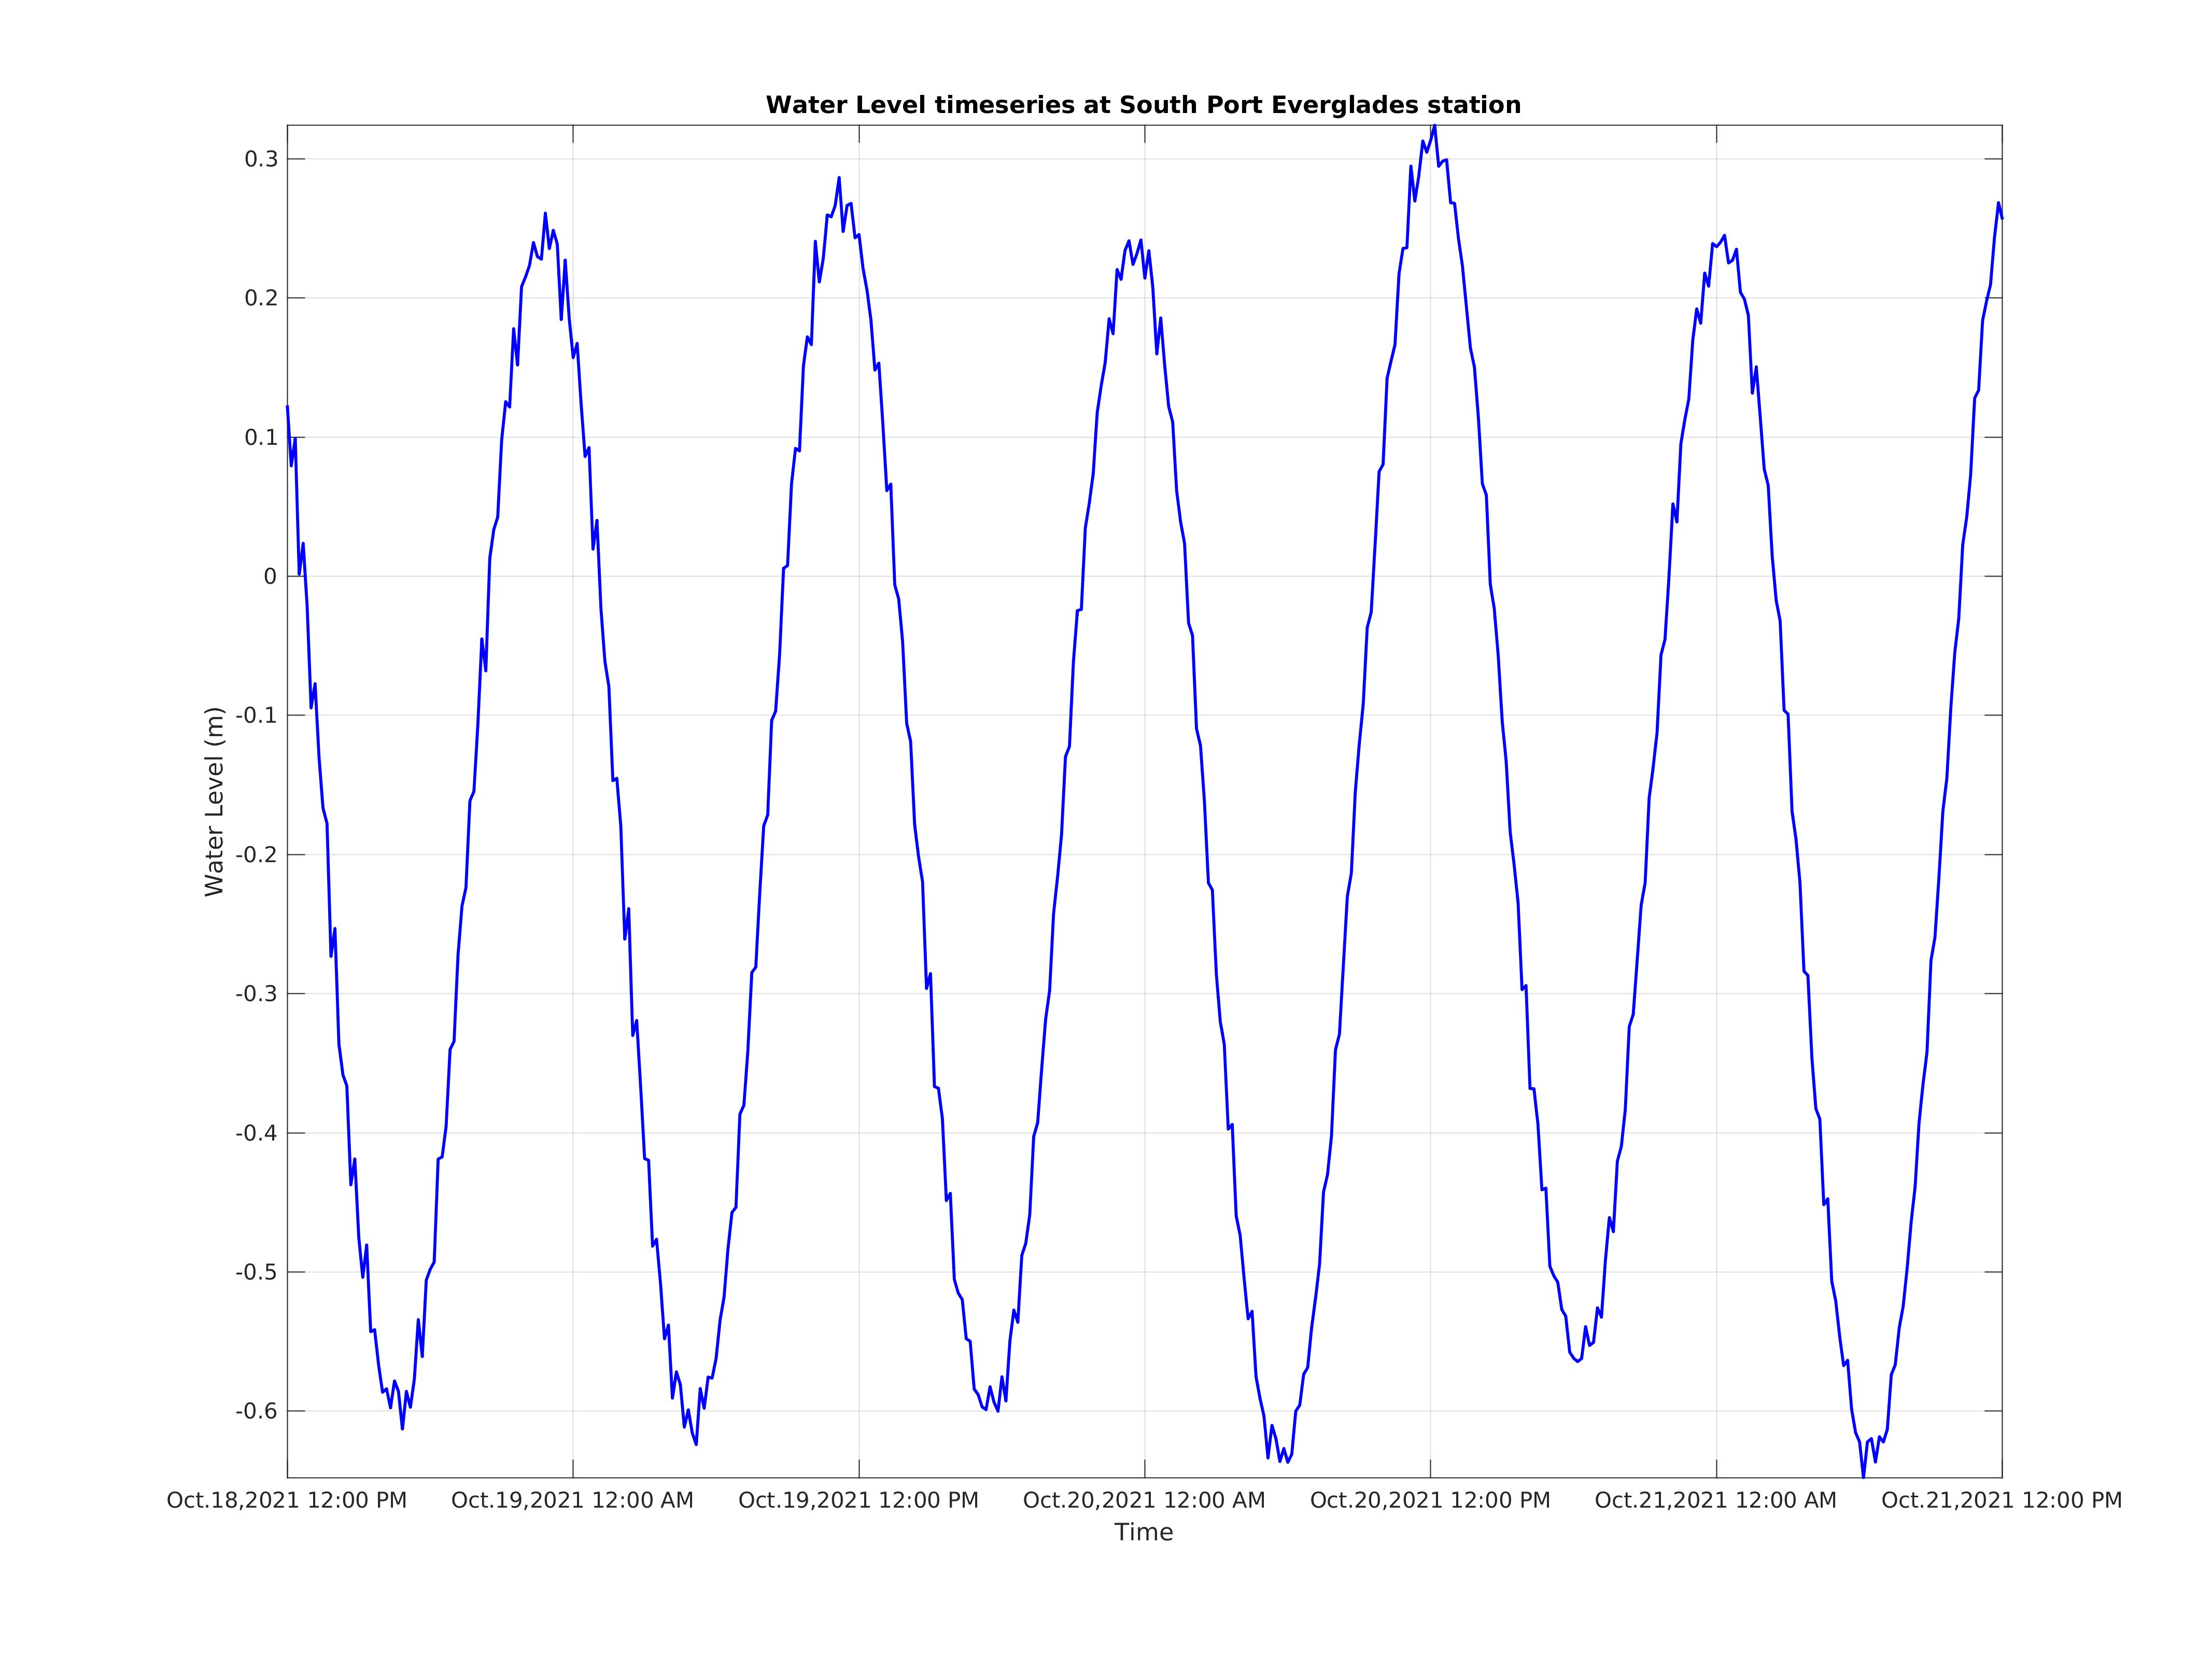 Water Level timeseries at South Port Everglades station
0.3
0.2
0.1
0
-0.1
-0.2
-0.3
-0.4
-0.5
-0.6
Water Level (m)
Oct.18,2021 12:00 PM
Oct.19,2021 12:00 AM
Oct.19,2021 12:00 PM
Oct.20,2021 12:00 AM
Oct.20,2021 12:00 PM
Oct.21,2021 12:00 AM
Oct.21,2021 12:00 PM
Time